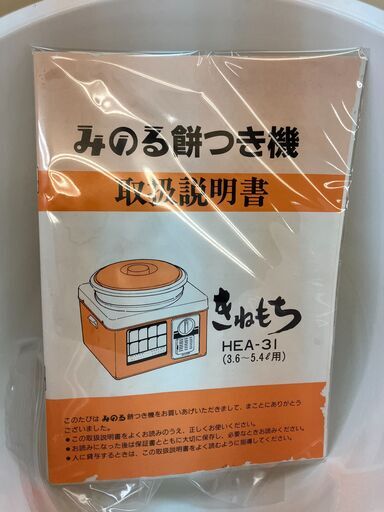 みのる餅つき機
取扱説明書
きねもち
HEA-31
(3.6～5.4ℓ用)
このたびは みのる餅つき機をお買いあげいただきまして、まことにありがとう
ございました。
●この取扱説明書をよくお読みのうえ、正しくお使いください。
●お読みになった後は保証書とともに大切に保存し、必要なときお読みください。
●人に貸与するときは、この取扱説明書をよく読むように指導してください。